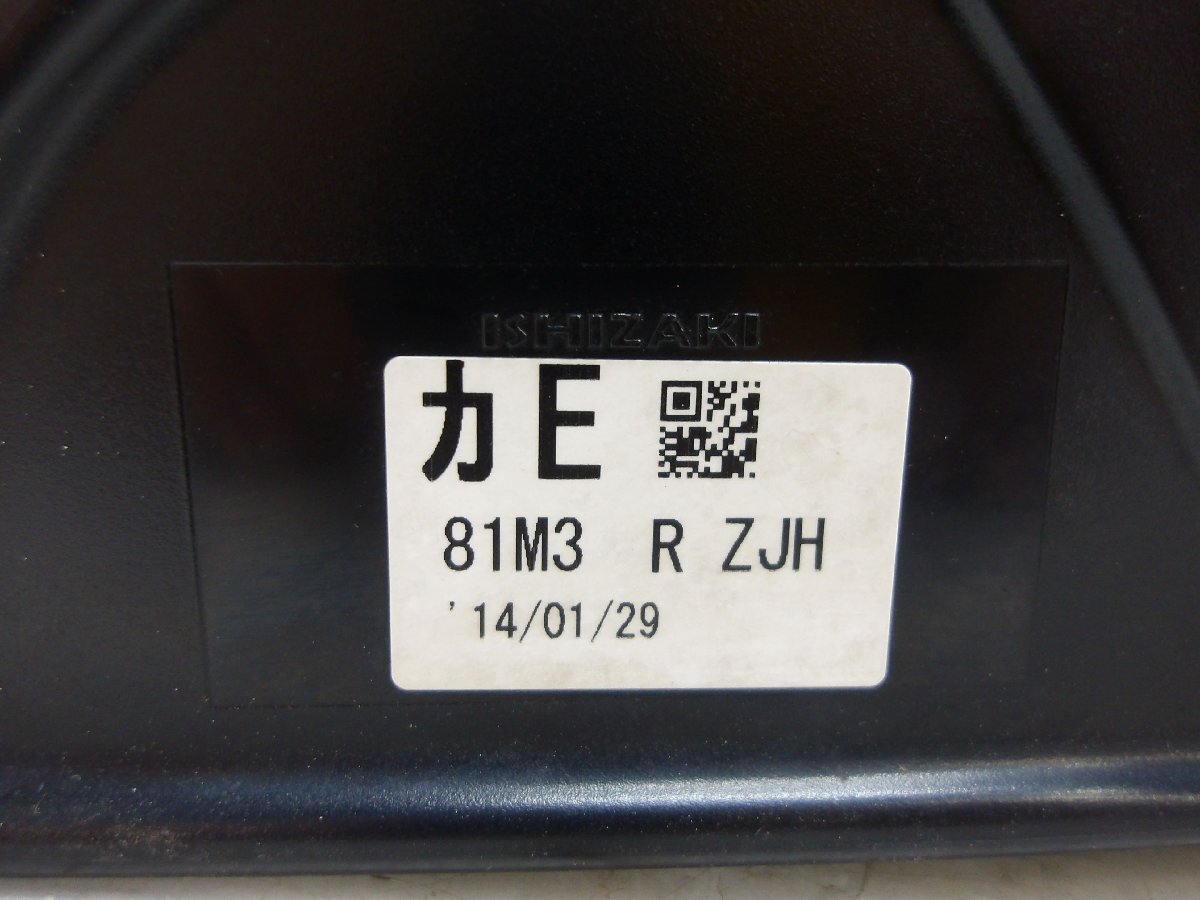 ISHIZAKI
カE
81M3 R ZJH
'14/01/29